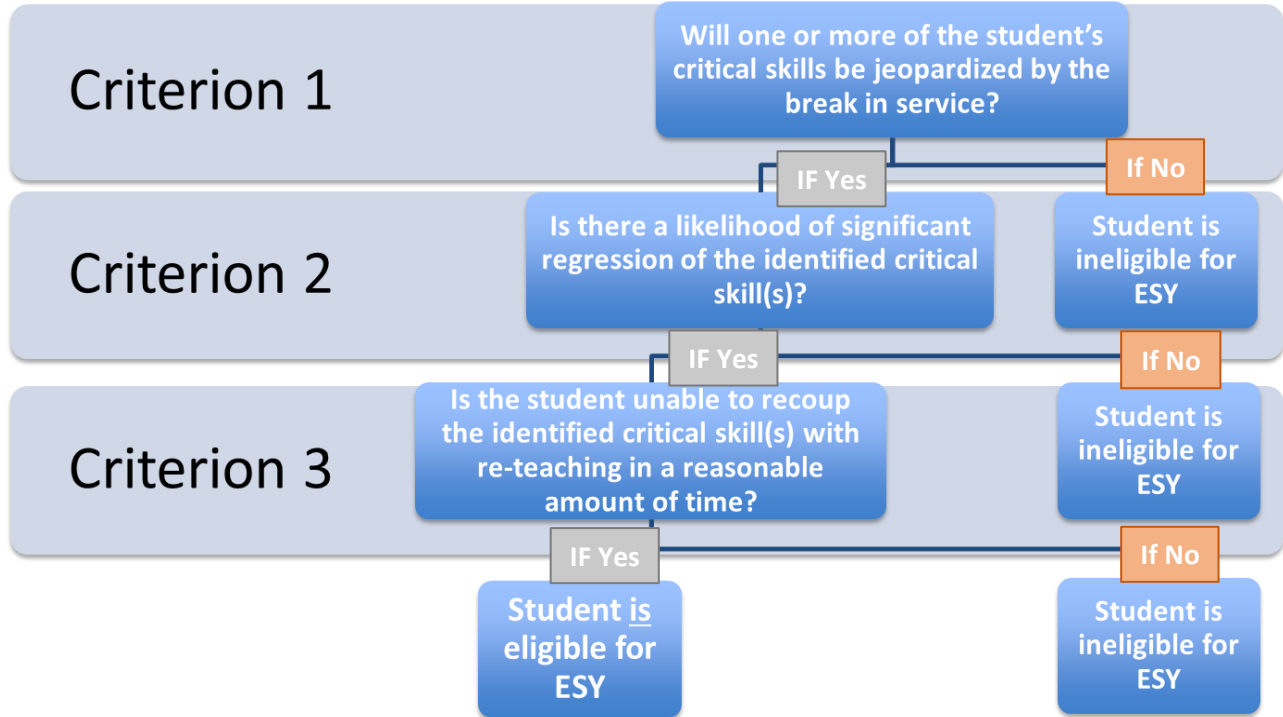 Criterion 1
Will one or more of the student's
critical skills be jeopardized by the
break in service?
IF Yes
If No
Criterion 2
Is there a likelihood of significant
regression of the identified critical
skill(s)?
Student is
ineligible for
ESY
IF Yes
If No
Criterion 3
Is the student unable to recoup
the identified critical skill(s) with
re-teaching in a reasonable
amount of time?
Student is
ineligible for
ESY
IF Yes
If No
Student is
eligible for
ESY
Student is
ineligible for
ESY